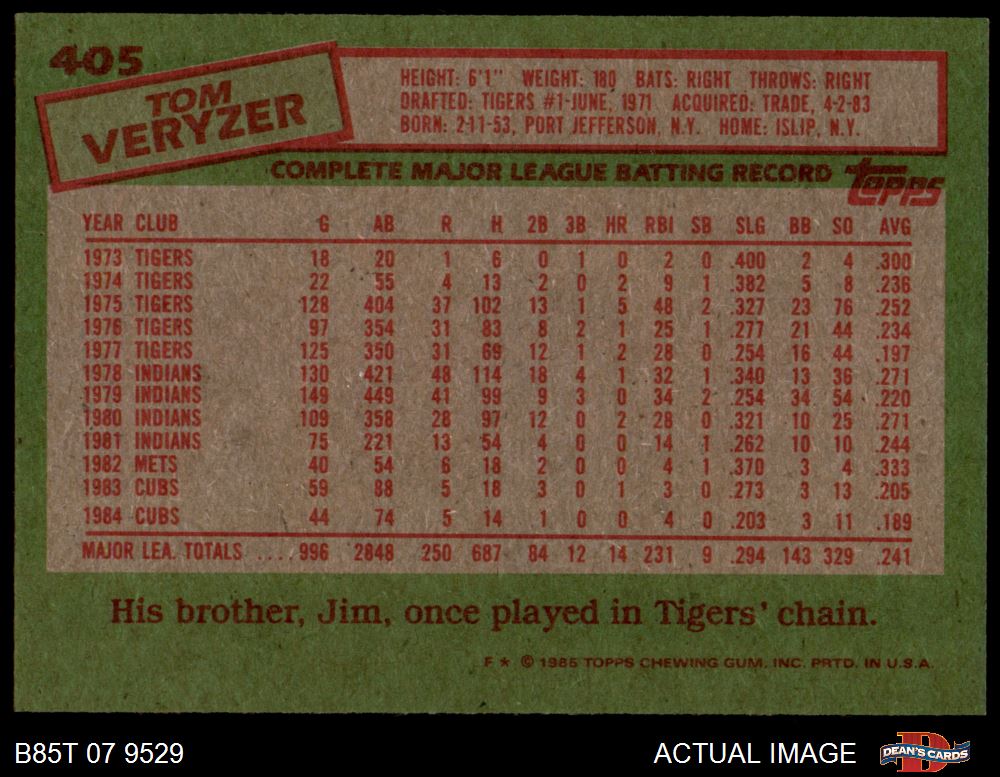 405
TOM
VERYZER
HEIGHT: 6'1" WEIGHT: 180 BATS: RIGHT THROWS: RIGHT
DRAFTED: TIGERS #1-JUNE, 1971 ACQUIRED: TRADE, 4-2-83
BORN: 2-11-53, PORT JEFFERSON, N.Y. HOME: ISLIP, N.Y.
COMPLETE MAJOR LEAGUE BATTING RECORD topps
YEAR CLUB G AB R H 2B 3B HR RBI SB SLG BB SO AVG
1973 TIGERS 18 20 1 6 0 1 0 2 0 .400 2 4 .300
1974 TIGERS 22 55 4 13 2 0 2 9 1 .382 5 8 .236
1975 TIGERS 128 404 37 102 13 1 5 48 2 .327 23 76 .252
1976 TIGERS 97 354 31 83 8 2 1 25 1 .277 21 44 .234
1977 TIGERS 125 350 31 69 12 1 2 28 0 .254 16 44 .197
1978 INDIANS 130 421 48 114 18 4 1 32 1 .340 13 36 .271
1979 INDIANS 149 449 41 99 9 3 0 34 2 .254 34 54 .220
1980 INDIANS 109 358 28 97 12 0 2 28 0 .321 10 25 .271
1981 INDIANS 75 221 13 54 4 0 0 14 1 .262 10 10 .244
1982 METS 40 54 6 18 2 0 0 4 1 .370 3 4 .333
1983 CUBS 59 88 5 18 3 0 1 3 0 .273 3 13 .205
1984 CUBS 44 74 5 14 1 0 0 4 0 .203 3 11 .189
MAJOR LEA. TOTALS .... 996 2848 250 687 84 12 14 231 9 .294 143 329 .241
His brother, Jim, once played in Tigers' chain.
F ★ © 1985 TOPPS CHEWING GUM, INC. PRTD. IN U.S.A.
B85T 07 9529 ACTUAL IMAGE DEAN'S CARDS